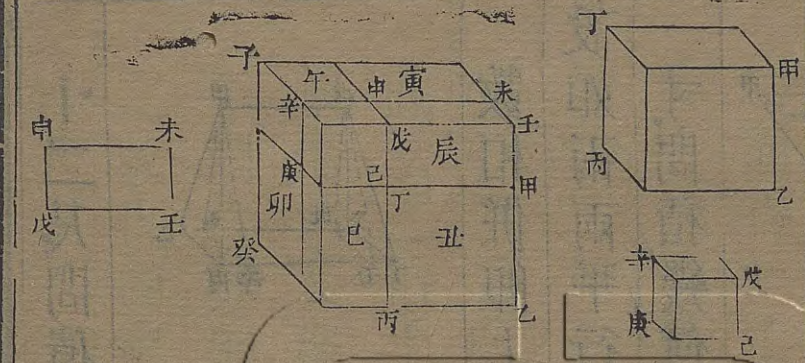 丁
甲
丙
乙
辛
戊
庚
己
子
午
申
寅
未
辛
壬
戊
辰
庚
己
甲
丁
卯
巳
丑
癸
丙
乙
申
未
戊
壬